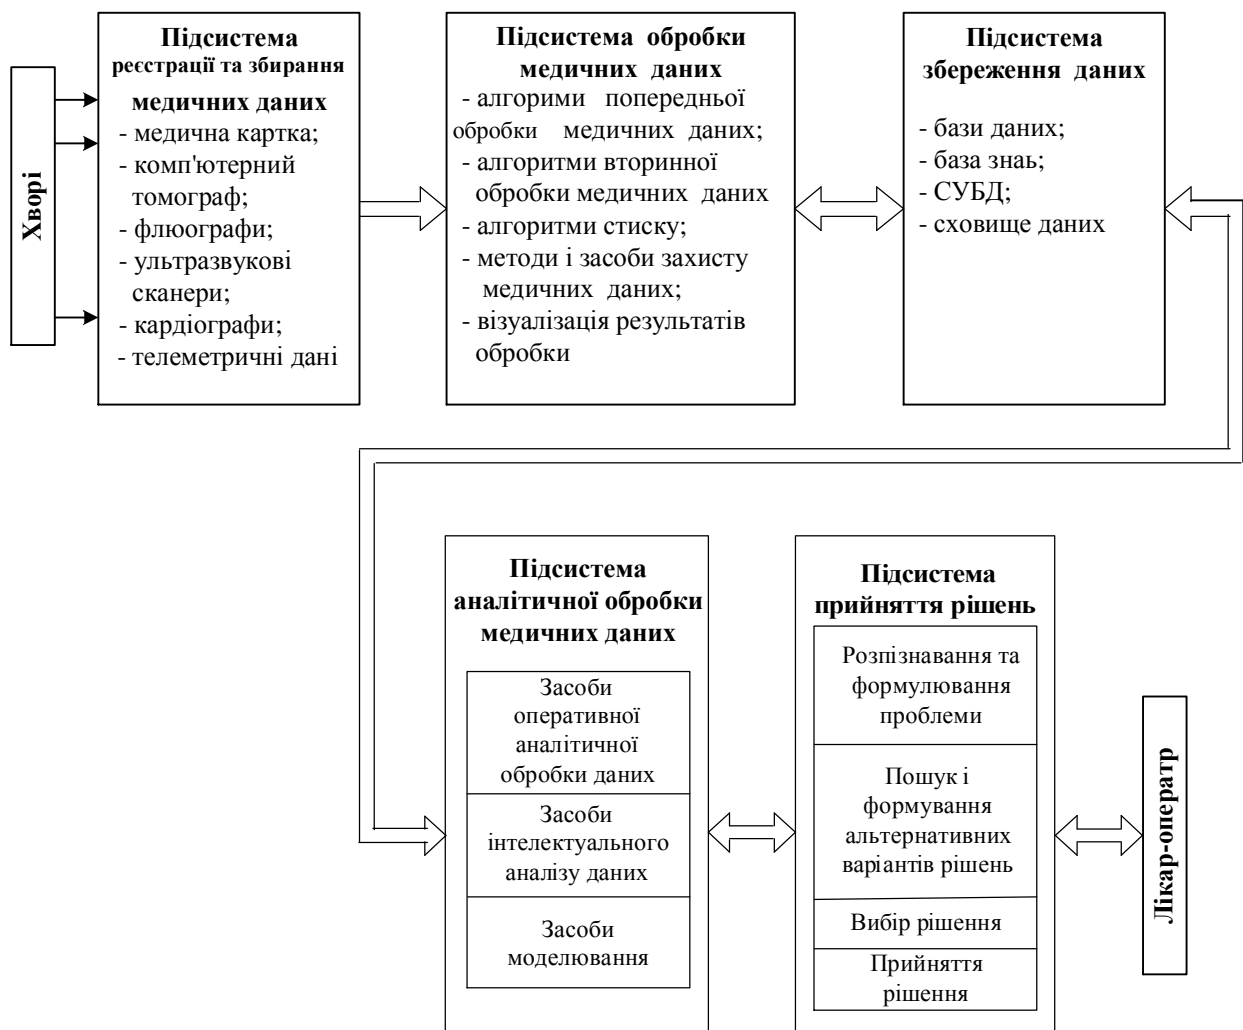 Хворі
Підсистема
реєстрації та збирання
медичних даних
- медична картка;
- комп'ютерний
томограф;
- флюографи;
- ультразвукові
сканери;
- кардіографи;
- телеметричні дані
Підсистема обробки
медичних даних
- алгорими попередньої
обробки медичних даних;
- алгоритми вторинної
обробки медичних даних
- алгоритми стиску;
- методи і засоби захисту
медичних даних;
- візуалізація результатів
обробки
Підсистема
збереження даних
- бази даних;
- база знаь;
- СУБД;
- сховище даних
Підсистема
аналітичної обробки
медичних даних
Засоби
оперативної
аналітичної
обробки даних
Засоби
інтелектуального
аналізу даних
Засоби
моделювання
Підсистема
прийняття рішень
Розпізнавання та
формулювання
проблеми
Пошук і
формування
альтернативних
варіантів рішень
Вибір рішення
Прийняття
рішення
Лікар-оператр